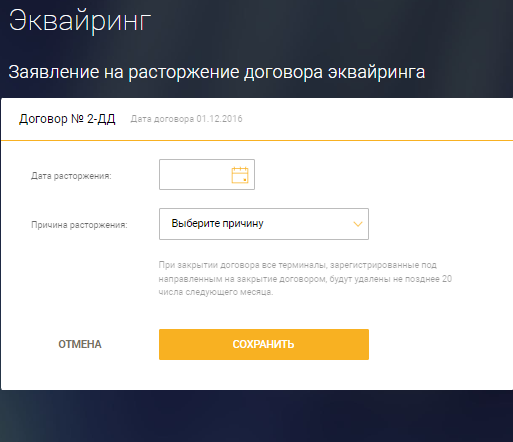 Эквайринг
Заявление на расторжение договора эквайринга
Договор № 2-ДД Дата договора 01.12.2016
Дата расторжения:
Причина расторжения: Выберите причину
При закрытии договора все терминалы, зарегистрированные под
направленным на закрытие договором, будут удалены не позднее 20
числа следующего месяца.
ОТМЕНА СОХРАНИТЬ